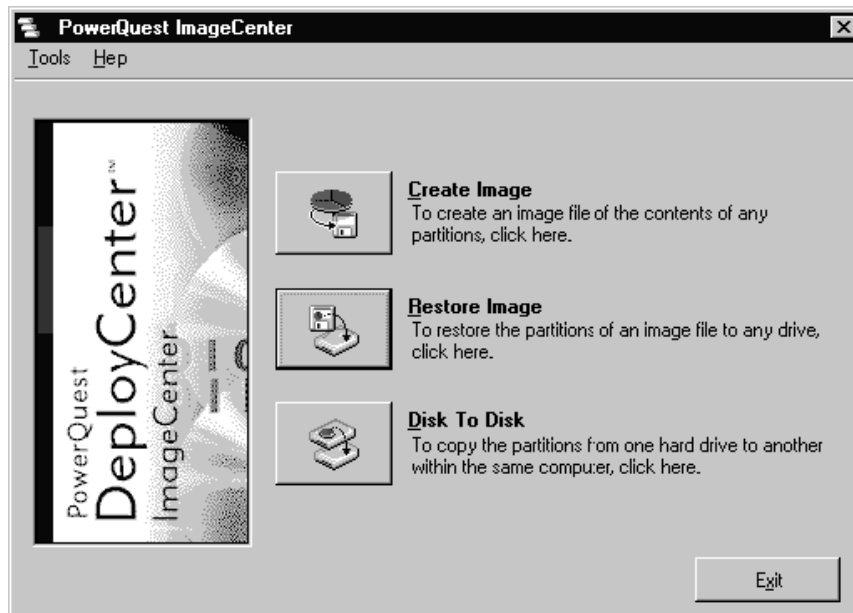 PowerQuest ImageCenter
Tools Hep
PowerQuest
DeployCenter™
ImageCenter
Create Image
To create an image file of the contents of any
partitions, click here.
Restore Image
To restore the partitions of an image file to any drive,
click here.
Disk To Disk
To copy the partitions from one hard drive to another
within the same computer, click here.
Exit